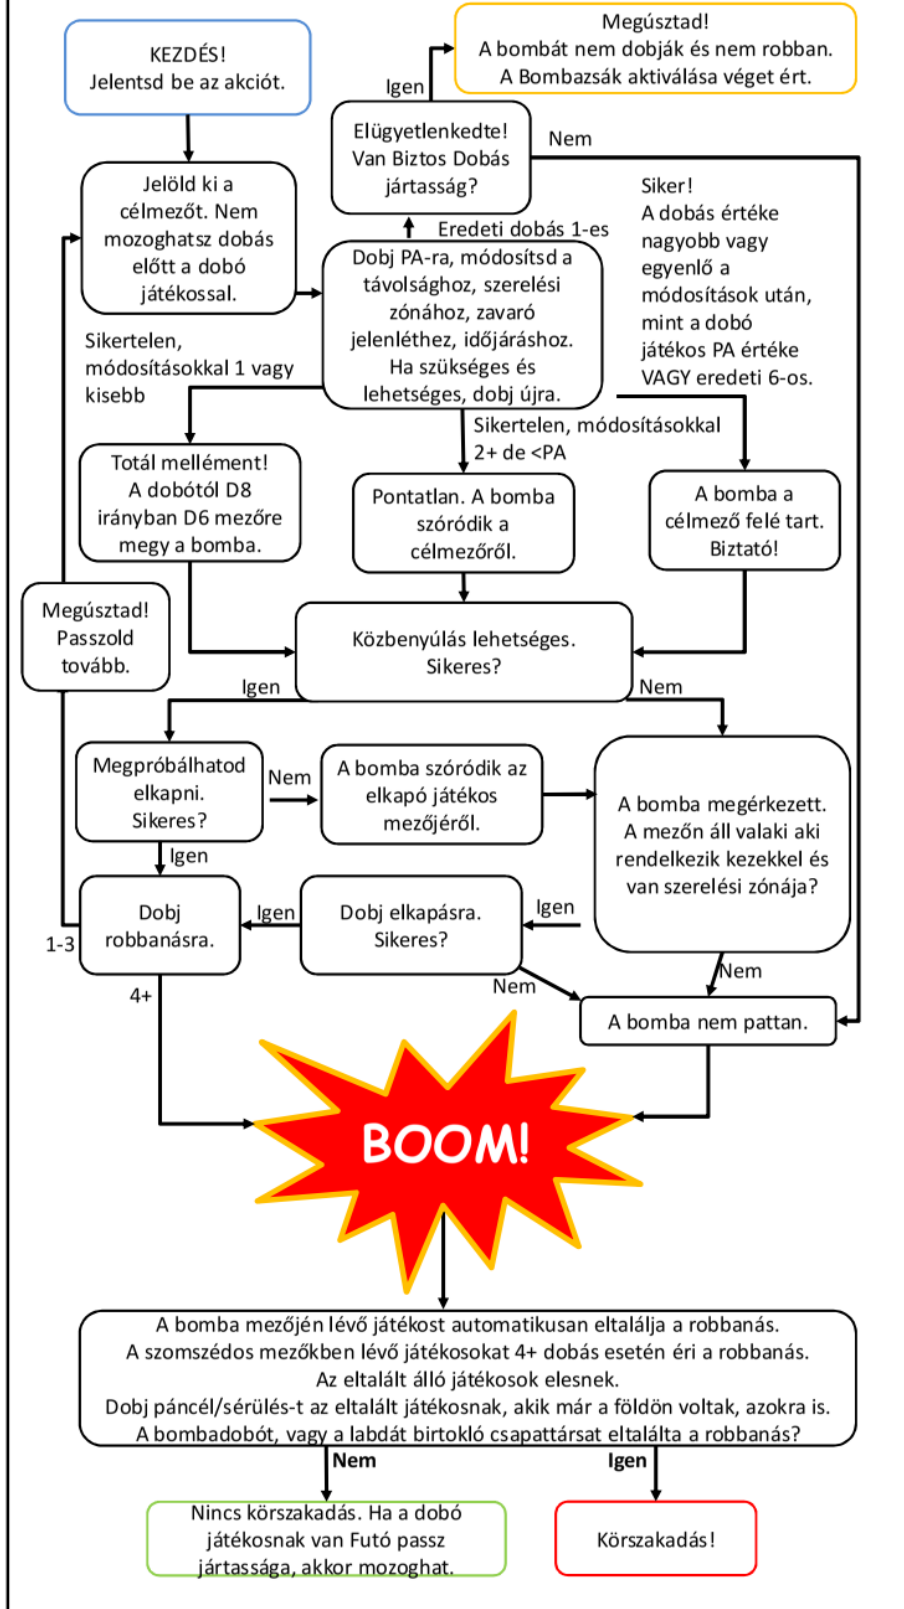 KEZDÉS!
Jelentsd be az akciót.
Megúsztad!
A bombát nem dobják és nem robban.
A Bombazsák aktiválása véget ért.
Igen
Elügyetlenkedte!
Van Biztos Dobás
jártasság?
Nem
Jelöld ki a
célmezőt. Nem
mozoghatsz dobás
előtt a dobó
játékossal.
Eredeti dobás 1-es
Dobj PA-ra, módosítsd a
távolsághoz, szerelési
zónához, zavaró
jelenléthez, időjáráshoz.
Ha szükséges és
lehetséges, dobj újra.
Siker!
A dobás értéke
nagyobb vagy
egyenlő a
módosítások után,
mint a dobó
játékos PA értéke
VAGY eredeti 6-os.
Sikertelen,
módosításokkal 1 vagy
kisebb
Sikertelen, módosításokkal
2+ de <PA
Totál mellément!
A dobótól D8
irányban D6 mezőre
megy a bomba.
Pontatlan. A bomba
szóródik a
célmezőről.
A bomba a
célmező felé tart.
Biztató!
Megúsztad!
Passzold
tovább.
Közbenyúlás lehetséges.
Sikeres?
Igen
Nem
Megpróbálhatod
elkapni.
Sikeres?
Nem
A bomba szóródik az
elkapó játékos
mezőjéről.
A bomba megérkezett.
A mezőn áll valaki aki
rendelkezik kezekkel és
van szerelési zónája?
Igen
Dobj
robbanásra.
Igen
Dobj elkapásra.
Sikeres?
Igen
1-3
4+
Nem
Nem
A bomba nem pattan.
BOOM!
A bomba mezőjén lévő játékost automatikusan eltalálja a robbanás.
A szomszédos mezőkben lévő játékosokat 4+ dobás esetén éri a robbanás.
Az eltalált álló játékosok elesnek.
Dobj páncél/sérülés-t az eltalált játékosnak, akik már a földön voltak, azokra is.
A bombadobót, vagy a labdát birtokló csapattársat eltalálta a robbanás?
Nem
Igen
Nincs körszakadás. Ha a dobó
játékosnak van Futó passz
jártassága, akkor mozoghat.
Körszakadás!